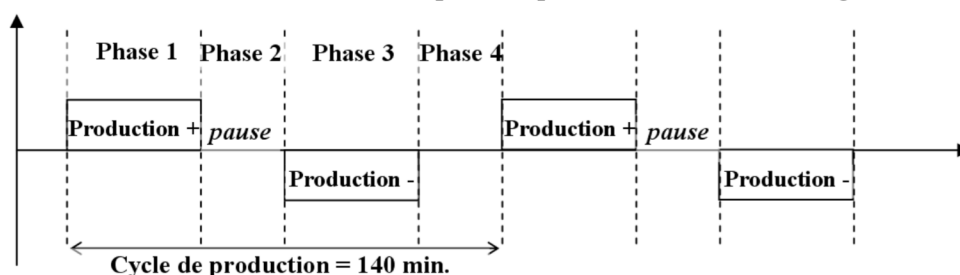 Phase 1 Phase 2 Phase 3 Phase 4
Production + pause Production + pause
Production - Production -
Cycle de production = 140 min.